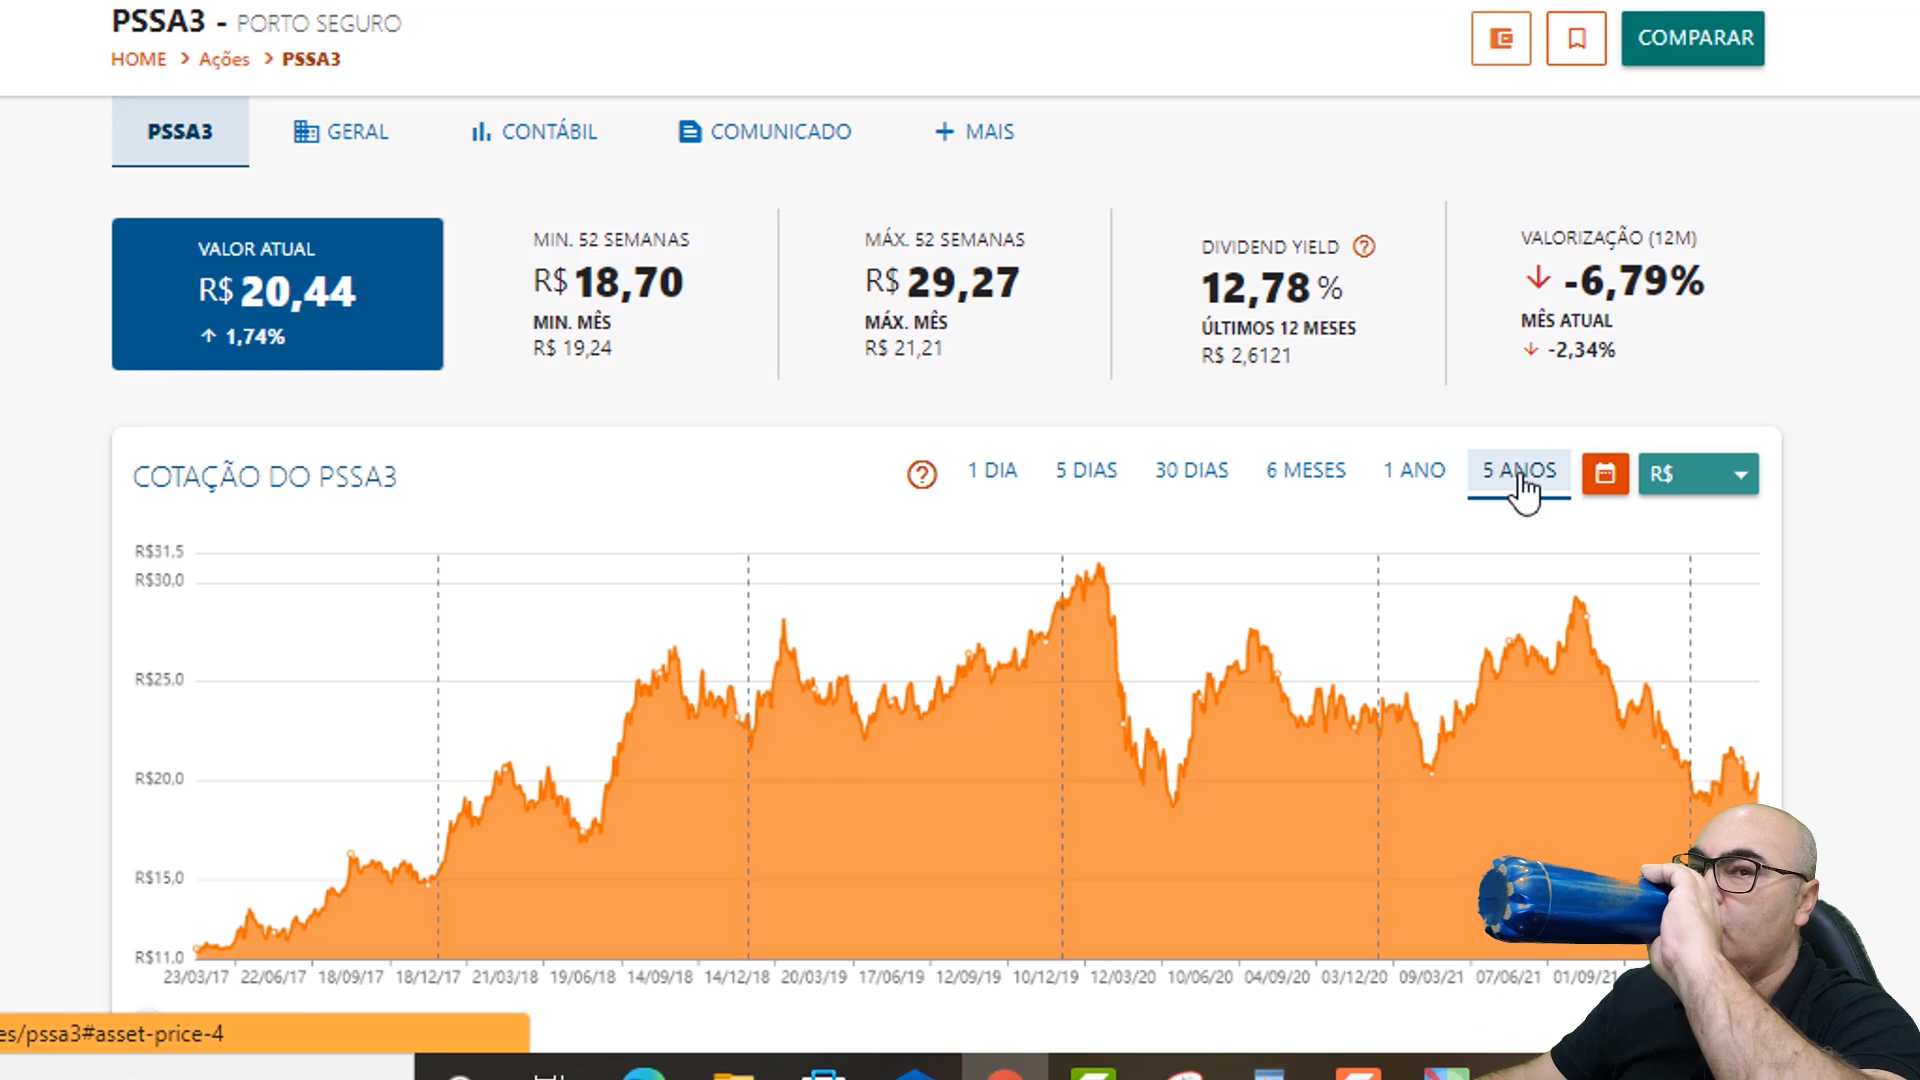 PSSA3 - PORTO SEGURO
HOME > Ações > PSSA3
COMPARAR
PSSA3 GERAL CONTÁBIL COMUNICADO + MAIS
VALOR ATUAL
R$ 20,44
↑ 1,74%
MIN. 52 SEMANAS
R$ 18,70
MIN. MÊS
R$ 19,24
MÁX. 52 SEMANAS
R$ 29,27
MÁX. MÊS
R$ 21,21
DIVIDEND YIELD ?
12,78 %
ÚLTIMOS 12 MESES
R$ 2,6121
VALORIZAÇÃO (12M)
↓ -6,79%
MÊS ATUAL
↓ -2,34%
COTAÇÃO DO PSSA3
? 1 DIA 5 DIAS 30 DIAS 6 MESES 1 ANO 5 ANOS R$
R$31,5
R$30,0
R$25,0
R$20,0
R$15,0
R$11,0
23/03/17 22/06/17 18/09/17 18/12/17 21/03/18 19/06/18 14/09/18 14/12/18 20/03/19 17/06/19 12/09/19 10/12/19 12/03/20 10/06/20 04/09/20 03/12/20 09/03/21 07/06/21 01/09/21
es/pssa3#asset-price-4